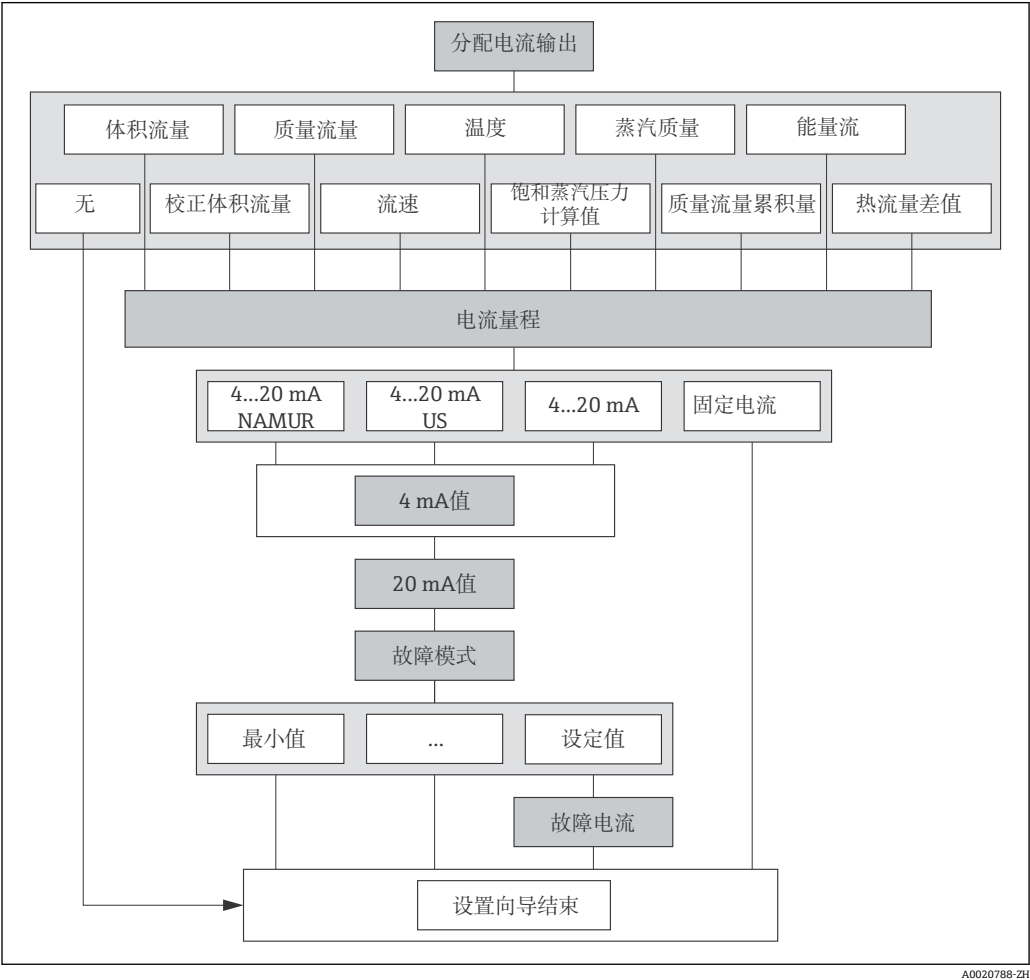 分配电流输出
体积流量
质量流量
温度
蒸汽质量
能量流
无
校正体积流量
流速
饱和蒸汽压力
计算值
质量流量累积量
热流量差值
电流量程
4...20 mA
NAMUR
4...20 mA
US
4...20 mA
固定电流
4 mA值
20 mA值
故障模式
最小值
...
设定值
故障电流
设置向导结束
A0020788-ZH